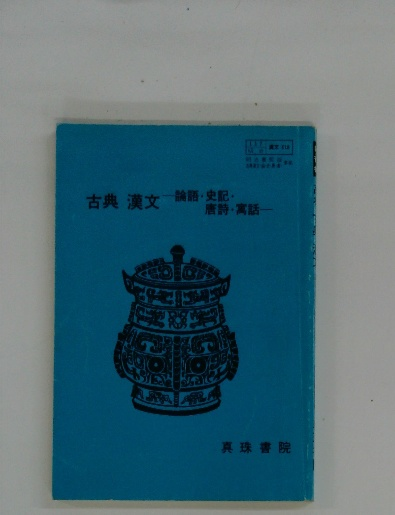 古典 漢文
―論語・史記・
唐詩・寓話―
真珠書院